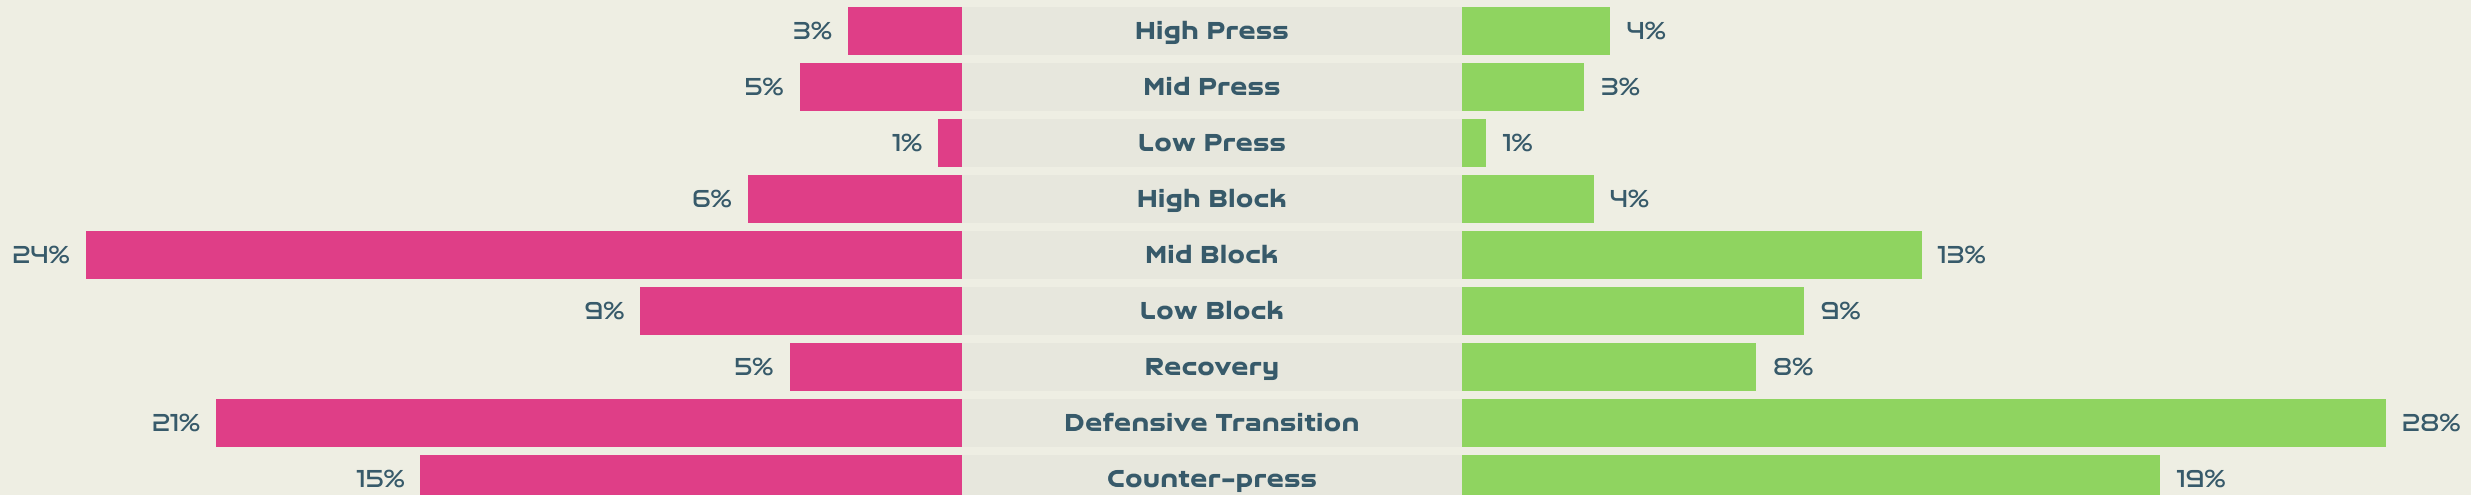 3% High Press 4%
5% Mid Press 3%
1% Low Press 1%
6% High Block 4%
24% Mid Block 13%
9% Low Block 9%
5% Recovery 8%
21% Defensive Transition 28%
15% Counter-press 19%